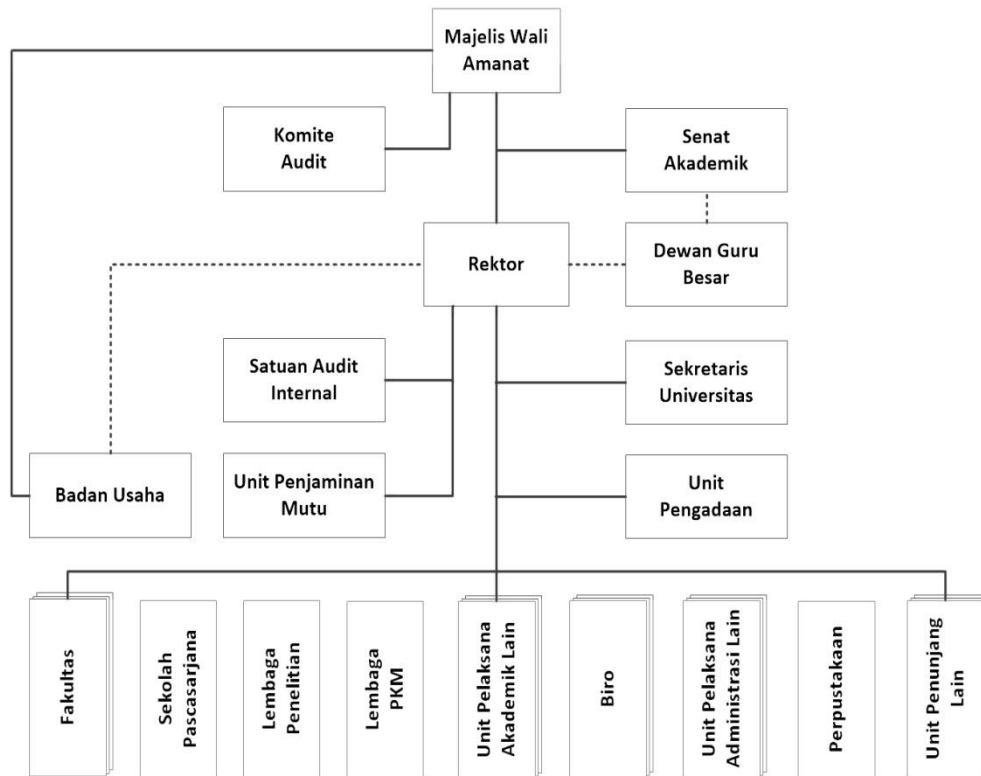 Majelis Wali
Amanat
Komite
Audit
Senat
Akademik
Rektor
Dewan Guru
Besar
Satuan Audit
Internal
Sekretaris
Universitas
Badan Usaha
Unit Penjaminan
Mutu
Unit
Pengadaan
Fakultas
Sekolah
Pascasarjana
Lembaga
Penelitian
Lembaga
PKM
Unit Pelaksana
Akademik Lain
Biro
Unit Pelaksana
Administrasi Lain
Perpustakaan
Unit Penunjang
Lain